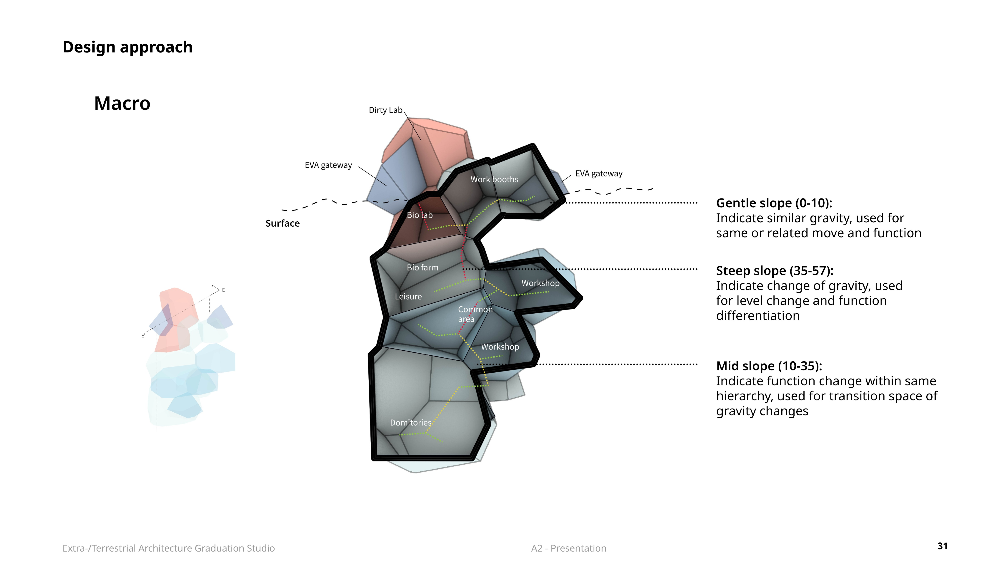 Design approach
Macro
Dirty Lab
EVA gateway
EVA gateway
Work booths
Surface
Bio lab
Bio farm
Leisure
Workshop
Common
area
Workshop
Domitories
E
E'
Gentle slope (0-10):
Indicate similar gravity, used for
same or related move and function
Steep slope (35-57):
Indicate change of gravity, used
for level change and function
differentiation
Mid slope (10-35):
Indicate function change within same
hierarchy, used for transition space of
gravity changes
Extra-/Terrestrial Architecture Graduation Studio
A2 - Presentation
31